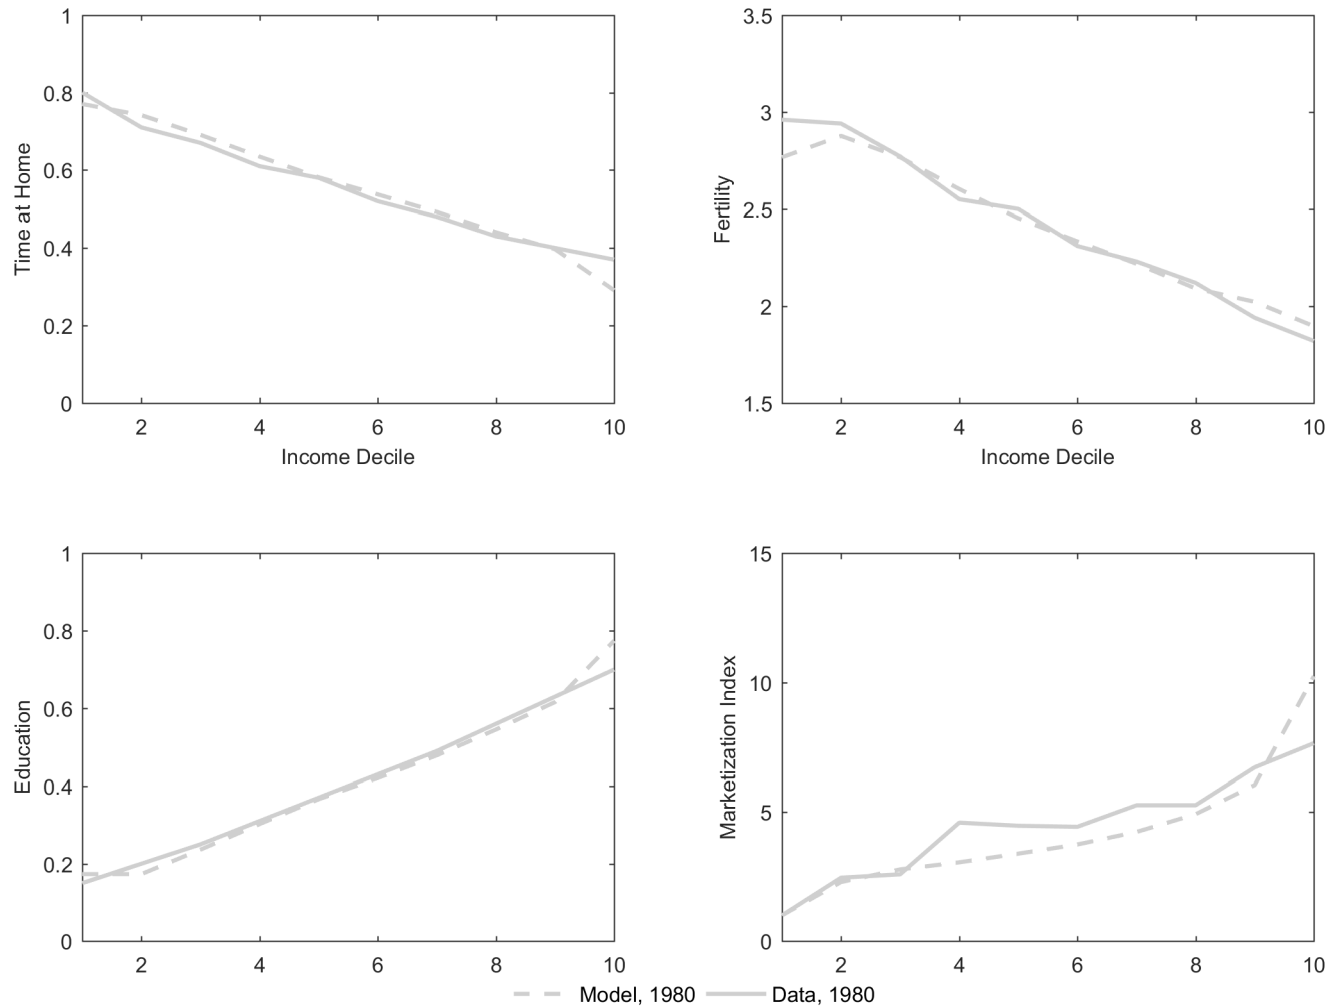 1
0.8
0.6
0.4
0.2
0
Time at Home
2 4 6 8 10
Income Decile
3.5
3
2.5
2
1.5
Fertility
2 4 6 8 10
Income Decile
1
0.8
0.6
0.4
0.2
0
Education
2 4 6 8 10
15
10
5
0
Marketization Index
2 4 6 8 10
Model, 1980 Data, 1980